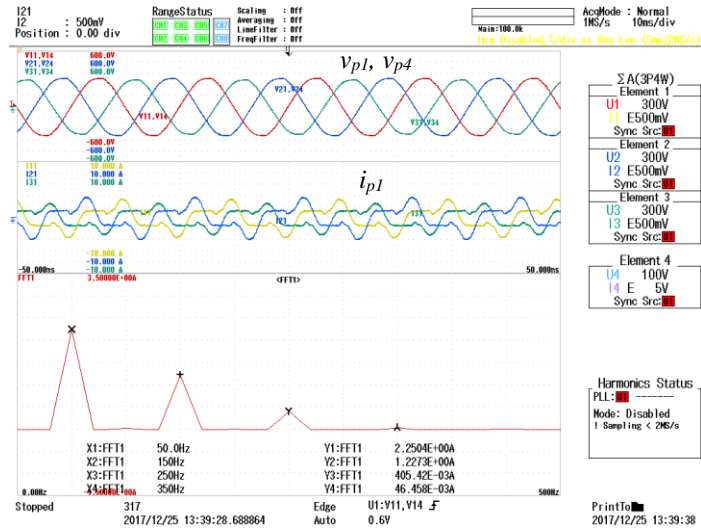 I21
I2 : 500mV
Position : 0.00 div
RangeStatus
CH1 CH3 CH5 CH7
CH2 CH4 CH6 CH8
Scaling : Off
Averaging : Off
LineFilter : Off
FreqFilter : Off
Main:100.0k
AcqMode : Normal
1MS/s 10ms/div
Hrm Disabled,T/div or Rec Len (Smp≥2MS/s)
V11,V14 600.0V
V21,V24 600.0V
V31,V34 600.0V
vp1, vp4
V21,V24
V11,V14
V31,V34
-600.0V
-600.0V
-600.0V
I11 10.000 A
I21 10.000 A
I31 10.000 A
ip1
I21
I31
-10.000 A
-10.000 A
-10.000 A
-50.000ms
50.000ms
FFT1 3.50000E+00A
<FFT1>
X1:FFT1 50.0Hz Y1:FFT1 2.2504E+00A
X2:FFT1 150Hz Y2:FFT1 1.2273E+00A
X3:FFT1 250Hz Y3:FFT1 405.42E-03A
X4:FFT1 350Hz Y4:FFT1 46.458E-03A
0.00Hz
500Hz
Stopped 317
2017/12/25 13:39:28.688864
Edge U1:V11,V14
Auto 0.6V
ΣA(3P4W)
Element 1
U1 300V
I1 E500mV
Sync Src:U1
Element 2
U2 300V
I2 E500mV
Sync Src:U1
Element 3
U3 300V
I3 E500mV
Sync Src:U1
Element 4
U4 100V
I4 E 5V
Sync Src:U1
Harmonics Status
PLL:U1 -------
Mode: Disabled
! Sampling < 2MS/s
PrintTo
2017/12/25 13:39:38